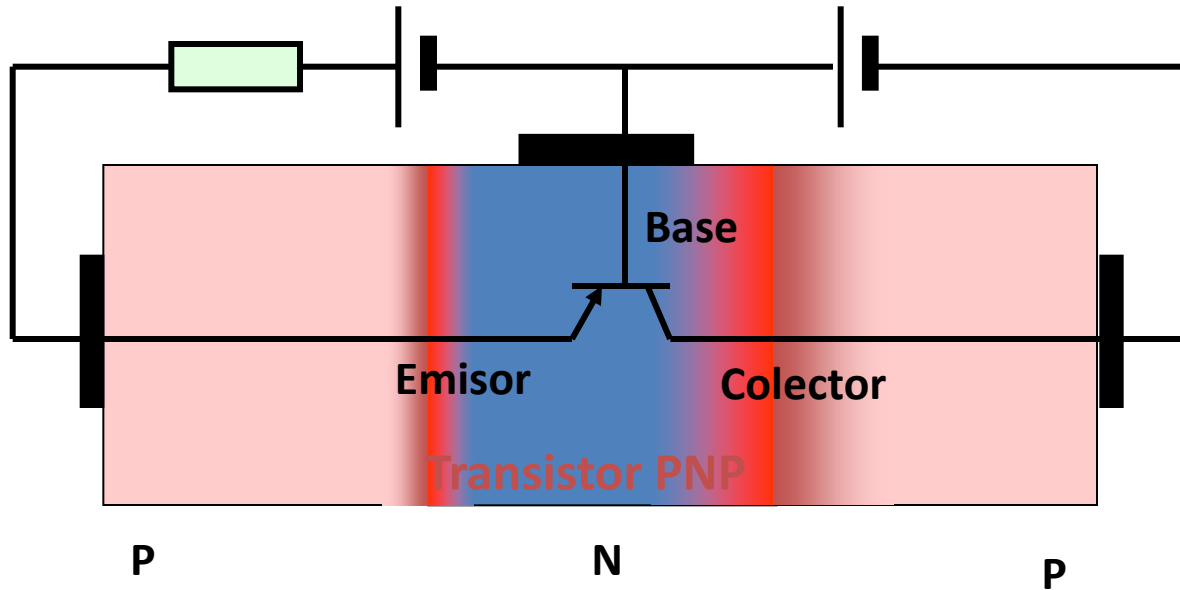 Base
Emisor
Colector
Transistor PNP
P
N
P